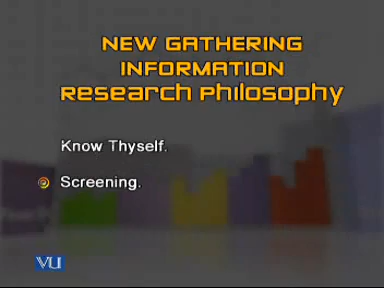 NEW GATHERING
INFORMATION
Research Philosophy
Know Thyself.
Screening.
VU